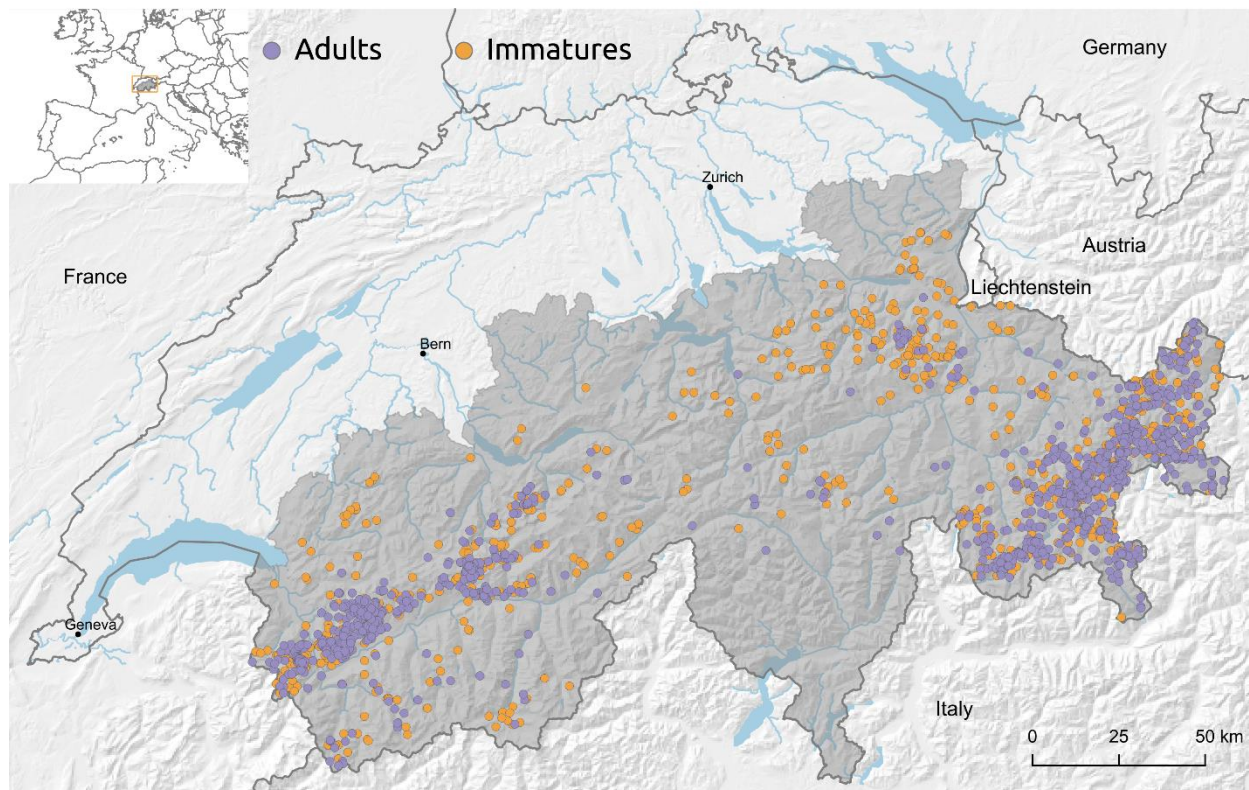 Adults
Immatures
Germany
Zurich
Austria
France
Liechtenstein
Bern
Geneva
Italy
0 25 50 km